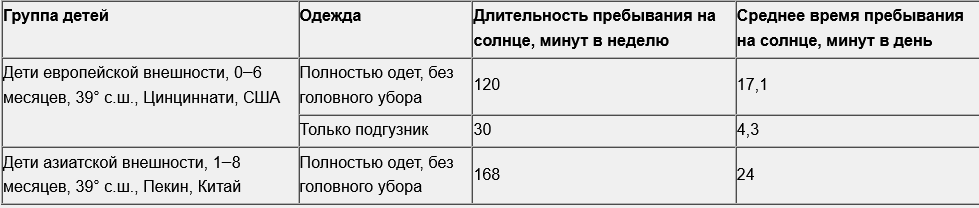 Группа детей
Одежда
Длительность пребывания на
солнце, минут в неделю
Среднее время пребывания
на солнце, минут в день
Дети европейской внешности, 0–6
месяцев, 39° с.ш., Цинциннати, США
Полностью одет, без
головного убора
120
17,1
Только подгузник
30
4,3
Дети азиатской внешности, 1–8
месяцев, 39° с.ш., Пекин, Китай
Полностью одет, без
головного убора
168
24